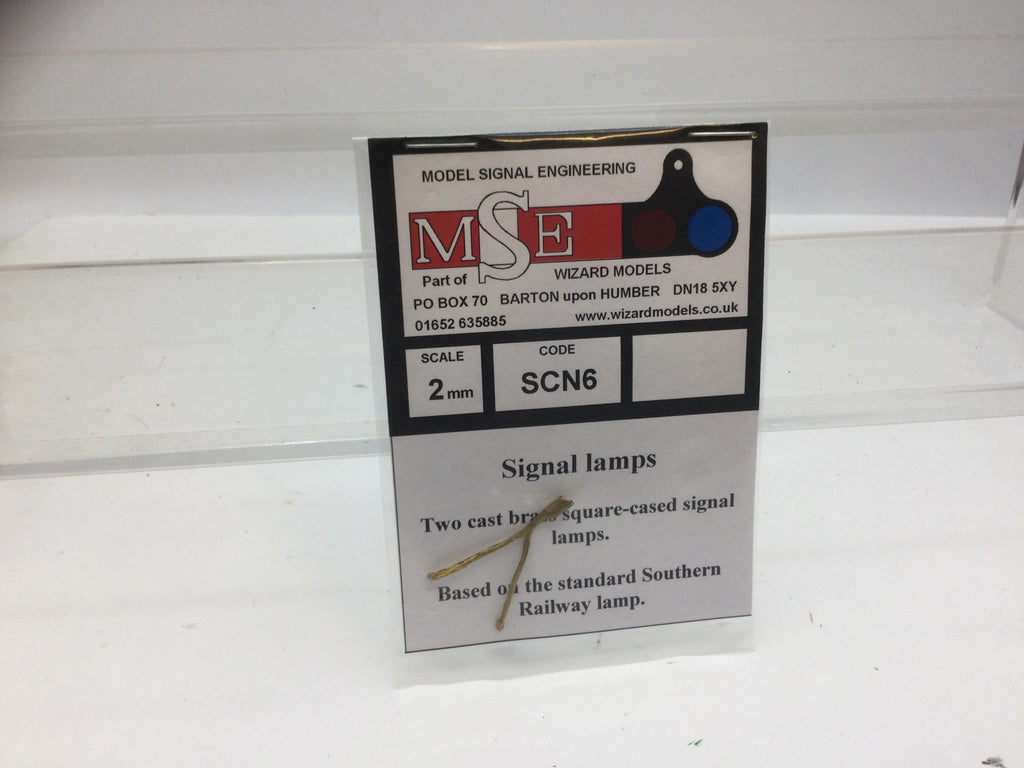 MODEL SIGNAL ENGINEERING
MSE
Part of WIZARD MODELS
PO BOX 70 BARTON upon HUMBER DN18 5XY
01652 635885 www.wizardmodels.co.uk
SCALE CODE
2mm SCN6
Signal lamps
Two cast brass square-cased signal
lamps.
Based on the standard Southern
Railway lamp.